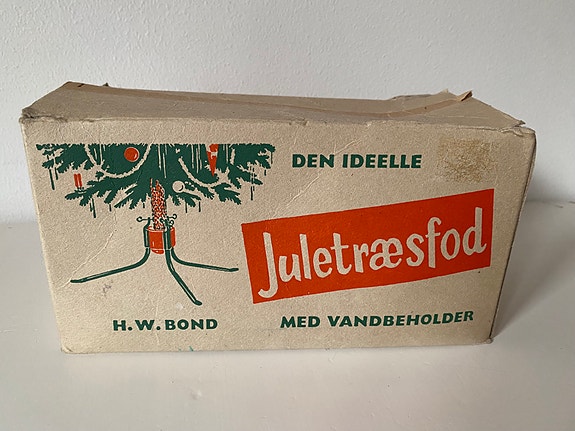 DEN IDEELLE
Juletræsfod
H.W. BOND
MED VANDBEHOLDER